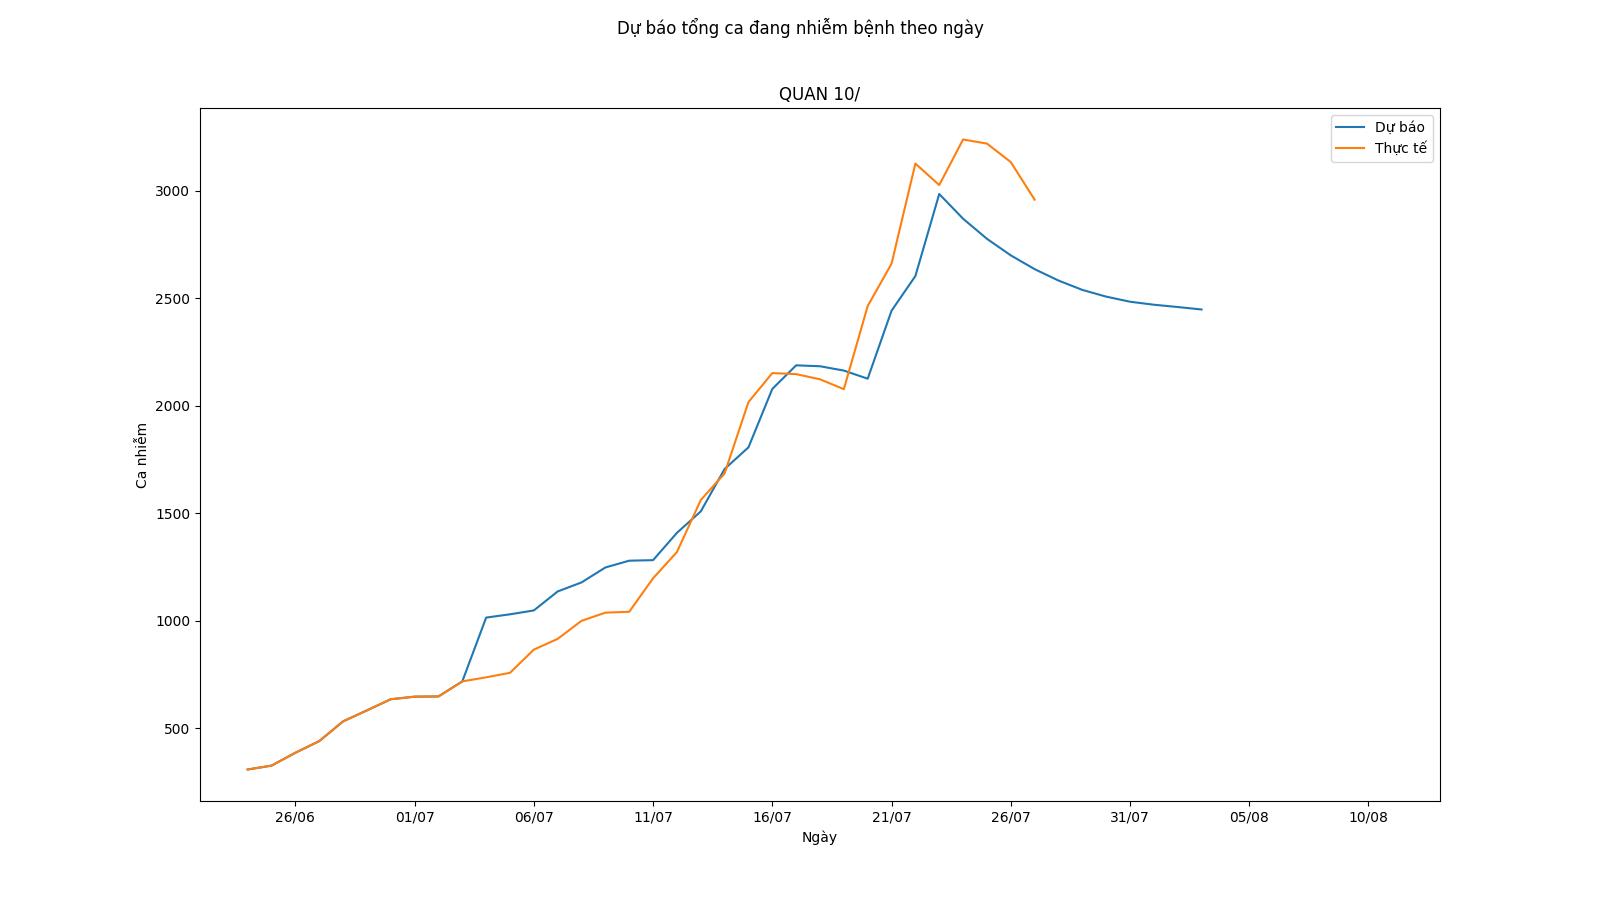 Dự báo tổng ca đang nhiễm bệnh theo ngày
QUAN 10/
Dự báo
Thực tế
3000
2500
2000
1500
1000
500
Ca nhiễm
26/06
01/07
06/07
11/07
16/07
21/07
26/07
31/07
05/08
10/08
Ngày